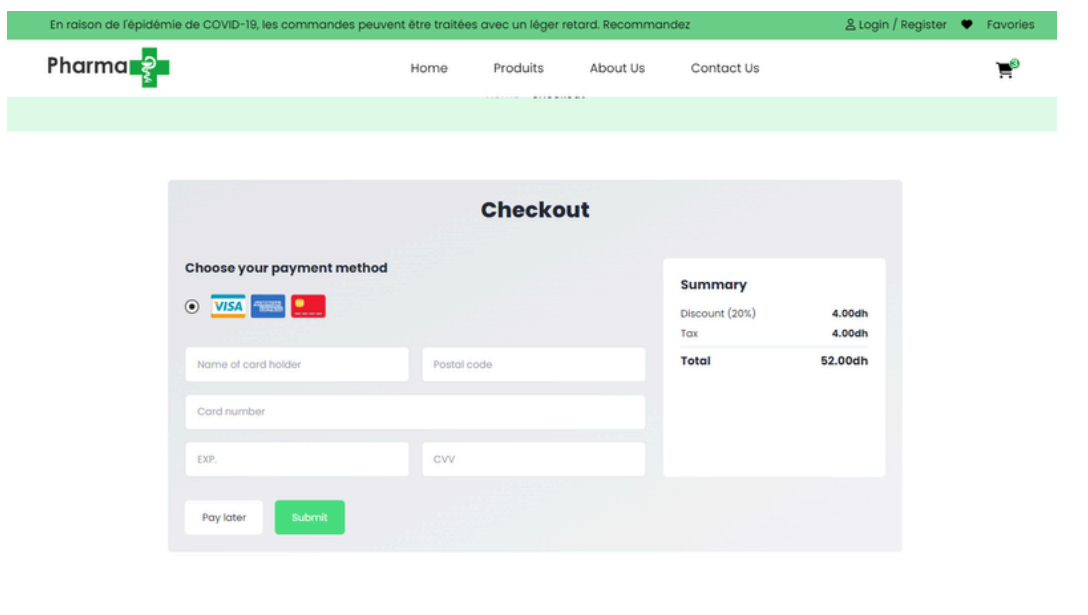 En raison de l'épidémie de COVID-19, les commandes peuvent être traitées avec un léger retard. Recommandez
Login / Register
Favories
Pharma
Home
Produits
About Us
Contact Us
3
Checkout
Choose your payment method
VISA
Name of card holder
Postal code
Card number
EXP.
CVV
Pay later
Submit
Summary
Discount (20%) 4.00dh
Tax 4.00dh
Total 52.00dh